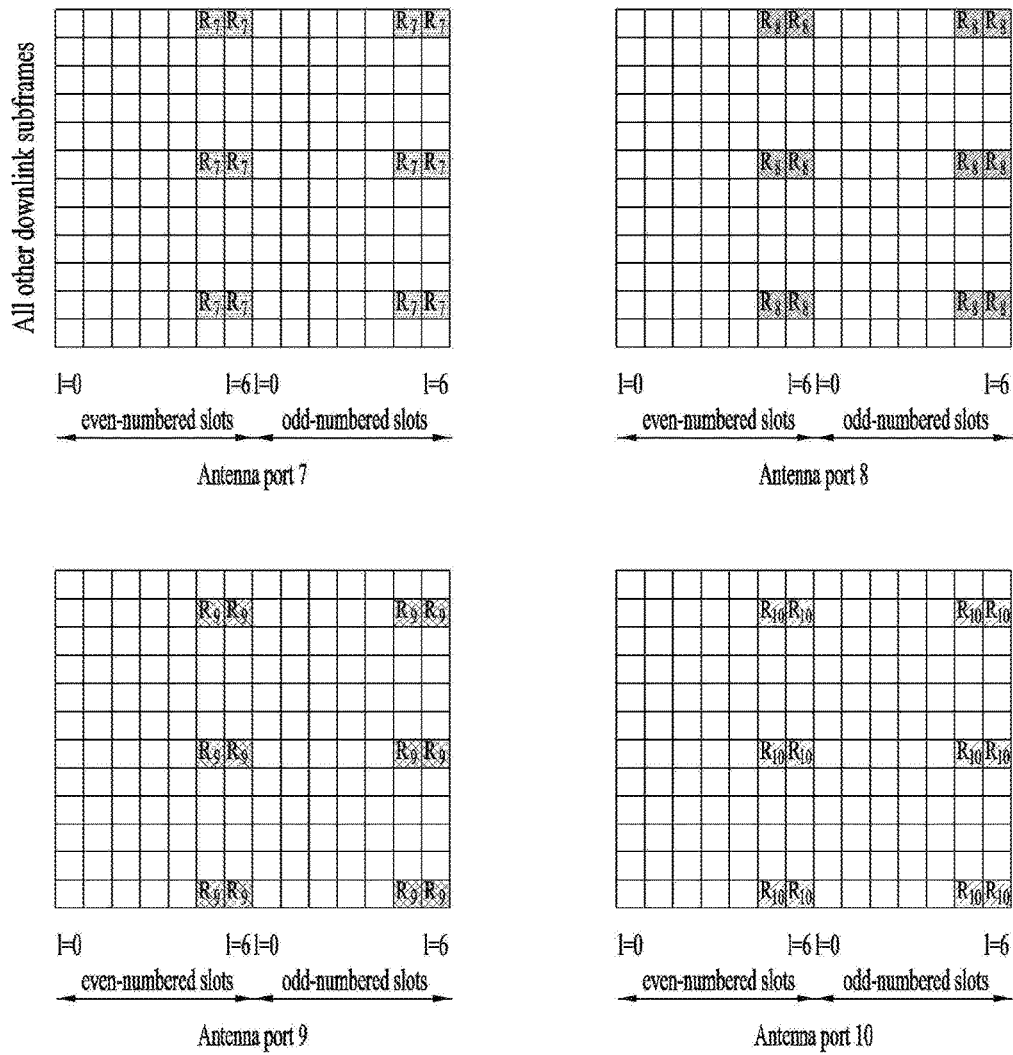 All other downlink subframes
R7 R7 R7 R7
R7 R7 R7 R7
R7 R7 R7 R7
l=0 l=6 l=0 l=6
even-numbered slots odd-numbered slots
Antenna port 7
R8 R8 R8 R8
R8 R8 R8 R8
R8 R8 R8 R8
l=0 l=6 l=0 l=6
even-numbered slots odd-numbered slots
Antenna port 8
R9 R9 R9 R9
R9 R9 R9 R9
R9 R9 R9 R9
l=0 l=6 l=0 l=6
even-numbered slots odd-numbered slots
Antenna port 9
R10 R10 R10 R10
R10 R10 R10 R10
R10 R10 R10 R10
l=0 l=6 l=0 l=6
even-numbered slots odd-numbered slots
Antenna port 10